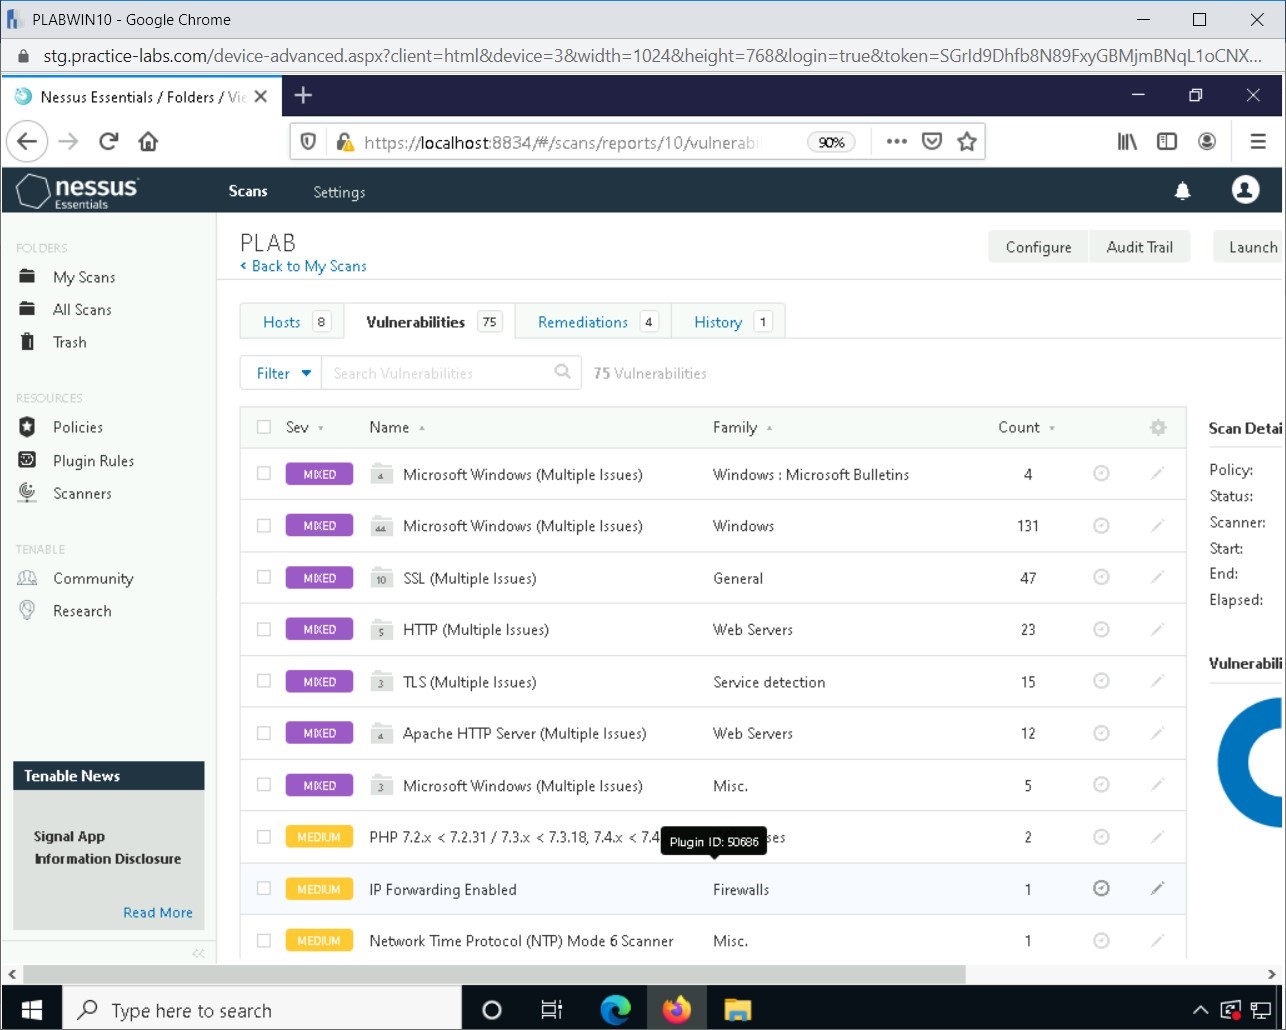 PLABWIN10 - Google Chrome
stg.practice-labs.com/device-advanced.aspx?client=html&device=3&width=1024&height=768&login=true&token=SGrId9Dhfb8N89FxyGBMjmBNqL1oCNX...
Nessus Essentials / Folders / Vie
https://localhost:8834/#/scans/reports/10/vulnerabil
90%
nessus
Essentials
Scans
Settings
FOLDERS
My Scans
All Scans
Trash
RESOURCES
Policies
Plugin Rules
Scanners
TENABLE
Community
Research
Tenable News
Signal App
Information Disclosure
Read More
PLAB
< Back to My Scans
Configure
Audit Trail
Launch
Hosts 8
Vulnerabilities 75
Remediations 4
History 1
Filter
Search Vulnerabilities
75 Vulnerabilities
Sev Name Family Count
MIXED 4 Microsoft Windows (Multiple Issues) Windows : Microsoft Bulletins 4
MIXED 44 Microsoft Windows (Multiple Issues) Windows 131
MIXED 10 SSL (Multiple Issues) General 47
MIXED 5 HTTP (Multiple Issues) Web Servers 23
MIXED 3 TLS (Multiple Issues) Service detection 15
MIXED 4 Apache HTTP Server (Multiple Issues) Web Servers 12
MIXED 3 Microsoft Windows (Multiple Issues) Misc. 5
MEDIUM PHP 7.2.x < 7.2.31 / 7.3.x < 7.3.18, 7.4.x < 7.4 ses 2
Plugin ID: 50686
MEDIUM IP Forwarding Enabled Firewalls 1
MEDIUM Network Time Protocol (NTP) Mode 6 Scanner Misc. 1
Scan Detai
Policy:
Status:
Scanner:
Start:
End:
Elapsed:
Vulnerabili
Type here to search